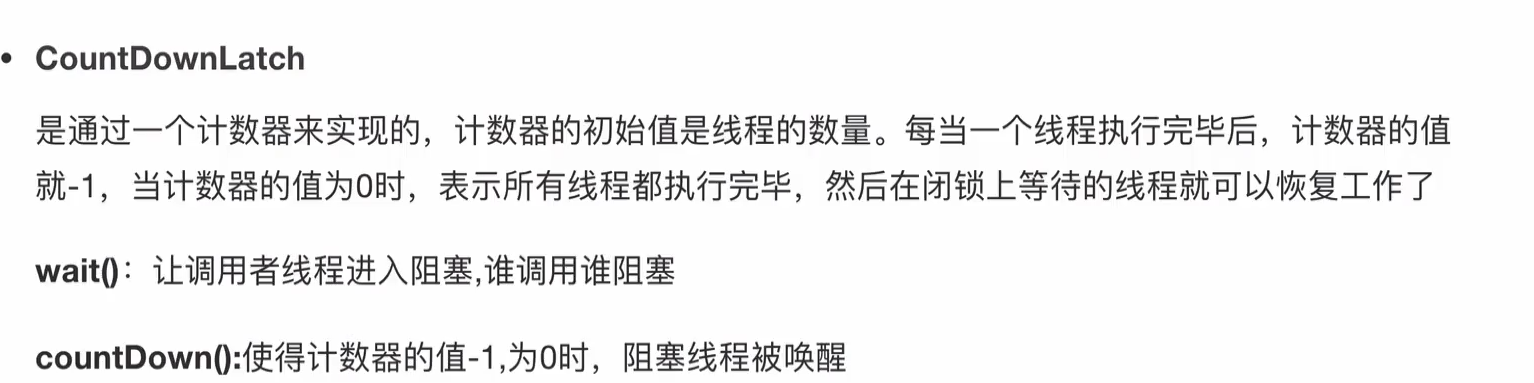 • CountDownLatch
是通过一个计数器来实现的，计数器的初始值是线程的数量。每当一个线程执行完毕后，计数器的值
就-1，当计数器的值为0时，表示所有线程都执行完毕，然后在闭锁上等待的线程就可以恢复工作了
wait()：让调用者线程进入阻塞,谁调用谁阻塞
countDown():使得计数器的值-1,为0时，阻塞线程被唤醒